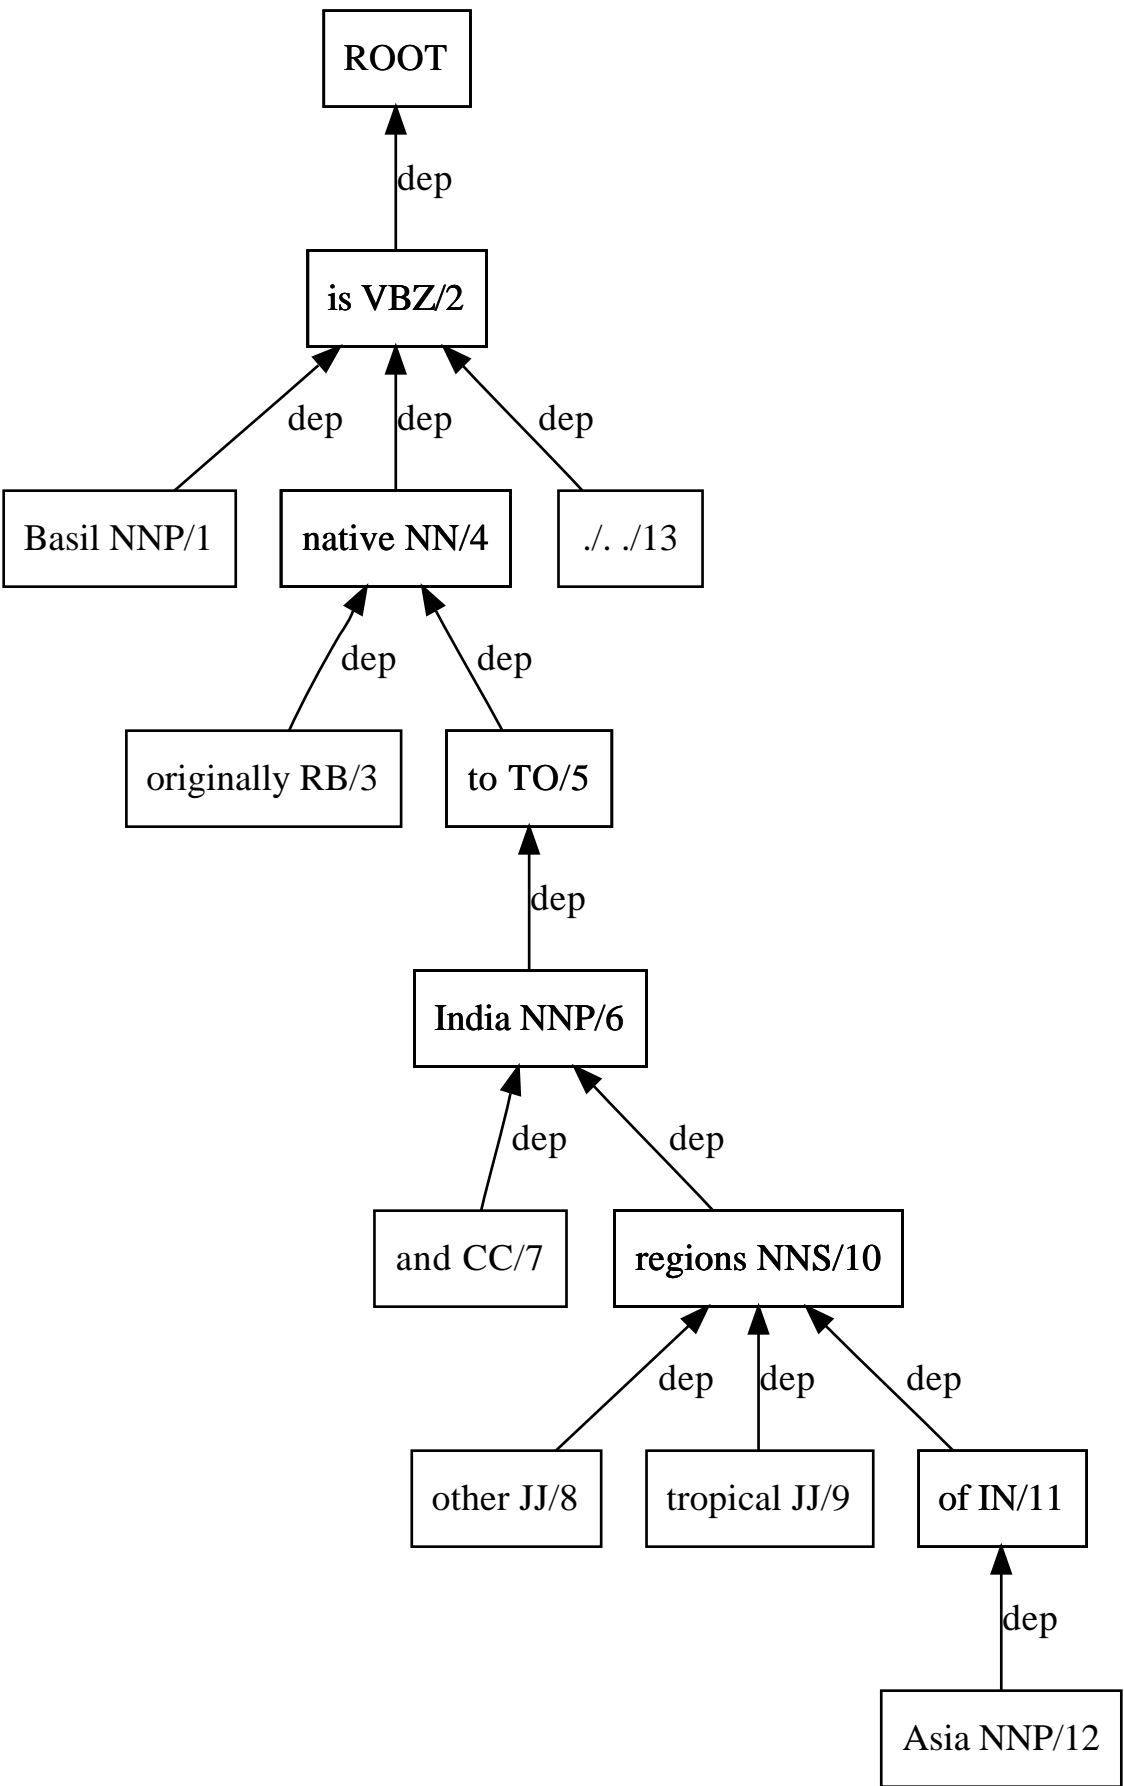 ROOT
dep
is VBZ/2
dep dep dep
Basil NNP/1 native NN/4 ./. ./13
dep dep
originally RB/3 to TO/5
dep
India NNP/6
dep dep
and CC/7 regions NNS/10
dep dep dep
other JJ/8 tropical JJ/9 of IN/11
dep
Asia NNP/12